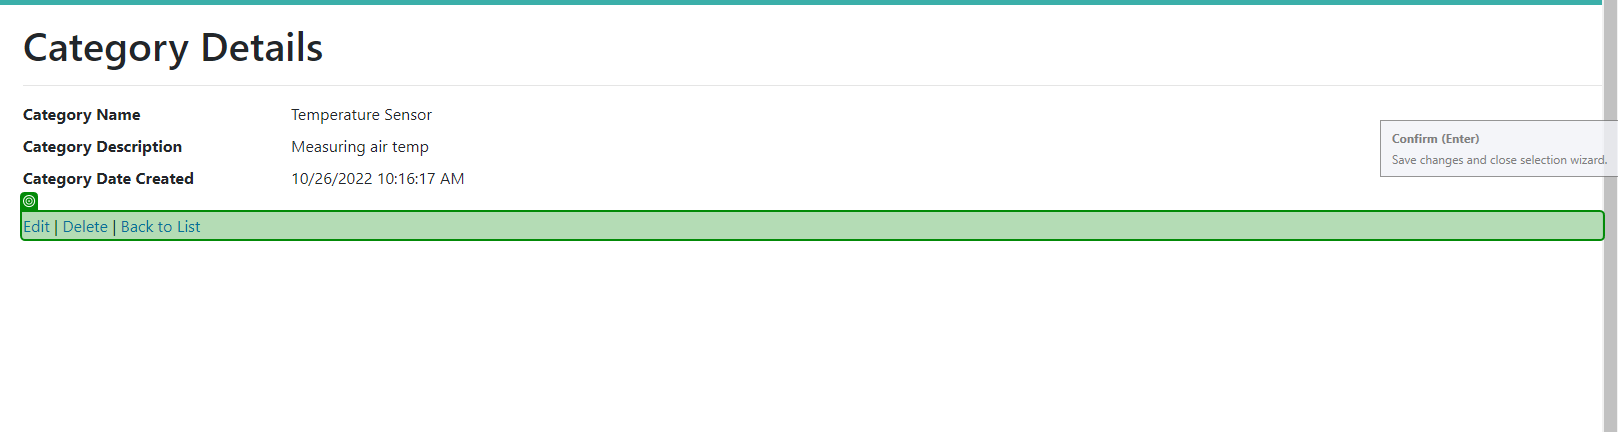 Category Details
Category Name Temperature Sensor
Category Description Measuring air temp
Category Date Created 10/26/2022 10:16:17 AM
Edit | Delete | Back to List
Confirm (Enter)
Save changes and close selection wizard.